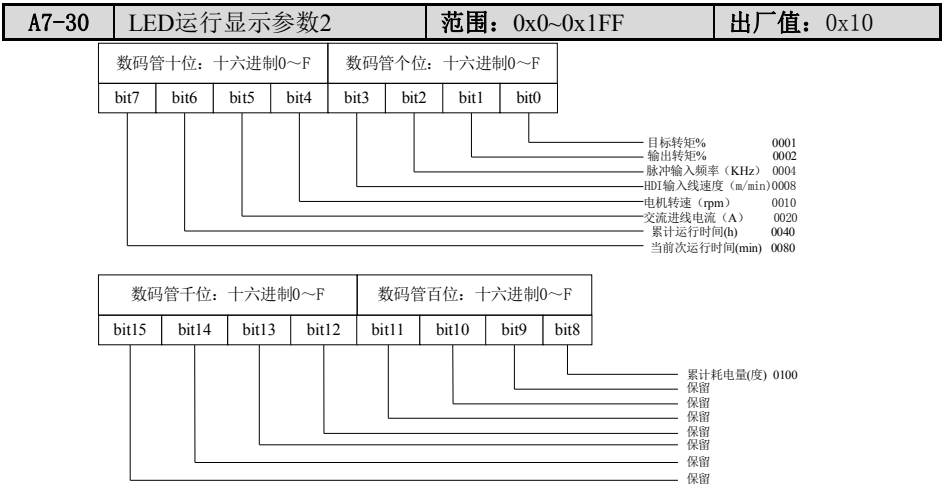 A7-30 LED运行显示参数2 范围：0x0~0x1FF 出厂值：0x10
数码管十位：十六进制0～F 数码管个位：十六进制0～F
bit7 bit6 bit5 bit4 bit3 bit2 bit1 bit0
目标转矩% 0001
输出转矩% 0002
脉冲输入频率（KHz） 0004
HDI输入线速度（m/min)0008
电机转速（rpm） 0010
交流进线电流（A） 0020
累计运行时间(h) 0040
当前次运行时间(min) 0080
数码管千位：十六进制0～F 数码管百位：十六进制0～F
bit15 bit14 bit13 bit12 bit11 bit10 bit9 bit8
累计耗电量(度) 0100
保留
保留
保留
保留
保留
保留
保留